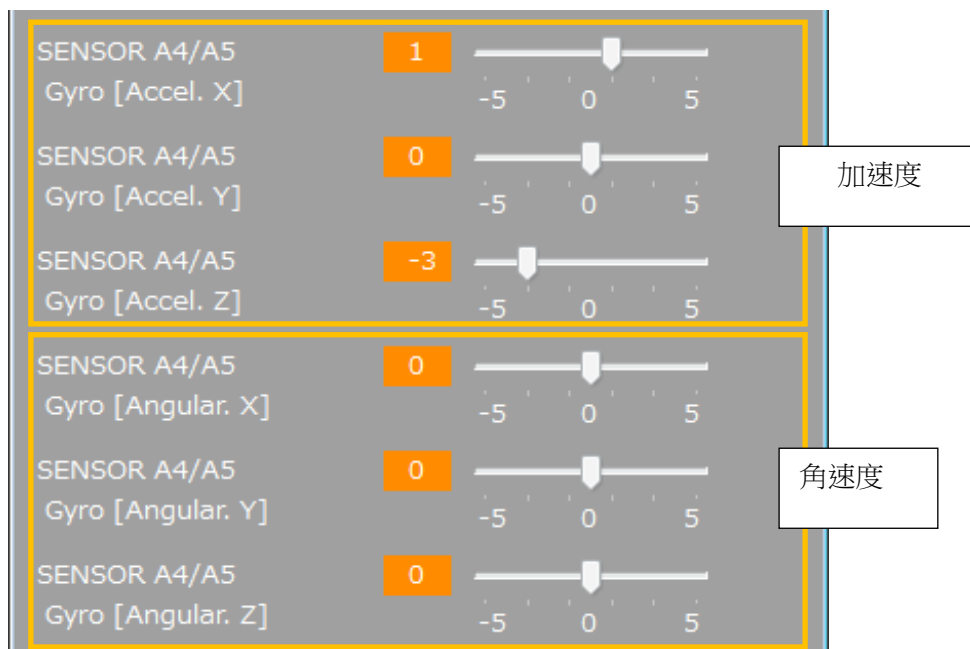 SENSOR A4/A5 1
Gyro [Accel. X] -5 0 5
SENSOR A4/A5 0
Gyro [Accel. Y] -5 0 5
加速度
SENSOR A4/A5 -3
Gyro [Accel. Z] -5 0 5
SENSOR A4/A5 0
Gyro [Angular. X] -5 0 5
SENSOR A4/A5 0
Gyro [Angular. Y] -5 0 5
角速度
SENSOR A4/A5 0
Gyro [Angular. Z] -5 0 5